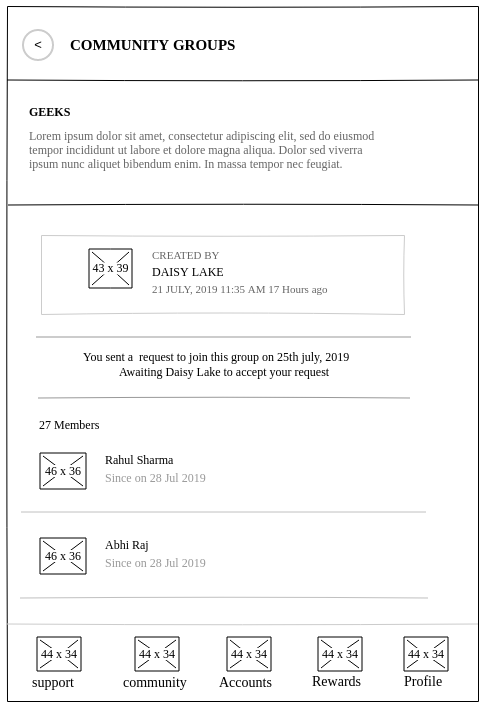 < COMMUNITY GROUPS
GEEKS
Lorem ipsum dolor sit amet, consectetur adipiscing elit, sed do eiusmod
tempor incididunt ut labore et dolore magna aliqua. Dolor sed viverra
ipsum nunc aliquet bibendum enim. In massa tempor nec feugiat.
CREATED BY
43 x 39 DAISY LAKE
21 JULY, 2019 11:35 AM 17 Hours ago
You sent a  request to join this group on 25th july, 2019
Awaiting Daisy Lake to accept your request
27 Members
Rahul Sharma
46 x 36
Since on 28 Jul 2019
Abhi Raj
46 x 36
Since on 28 Jul 2019
44 x 34 44 x 34 44 x 34 44 x 34 44 x 34
support community Accounts Rewards Profile